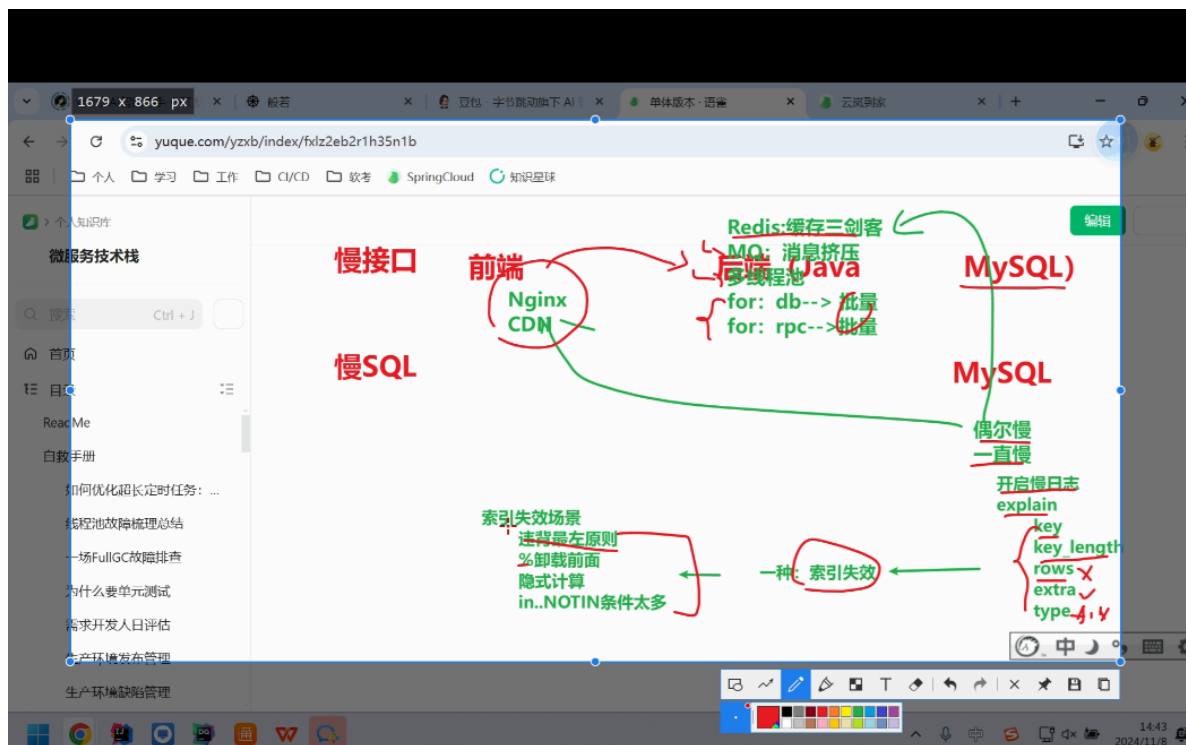 1679 x 866 px
般若
豆包 - 字节跳动旗下 AI
单体版本 · 语雀
云岚到家
yuque.com/yzxb/index/fxlz2eb2r1h35n1b
个人
学习
工作
CI/CD
软考
SpringCloud
知识星球
个人知识库
编辑
微服务技术栈
搜索
Ctrl + J
首页
目录
ReadMe
自救手册
如何优化超长定时任务: ...
线程池故障梳理总结
一场FullGC故障排查
为什么要单元测试
需求开发人日评估
生产环境发布管理
生产环境缺陷管理
慢接口
前端
后端（Java
MySQL）
Redis:缓存三剑客
MQ: 消息挤压
多线程池
for: db--> 批量
for: rpc-->批量
Nginx
CDN
慢SQL
MySQL
偶尔慢
一直慢
开启慢日志
explain
key
key_length
rows
extra
type
一种: 索引失效
索引失效场景
违背最左原则
%卸载前面
隐式计算
in..NOTIN条件太多
中
14:43
2024/11/8